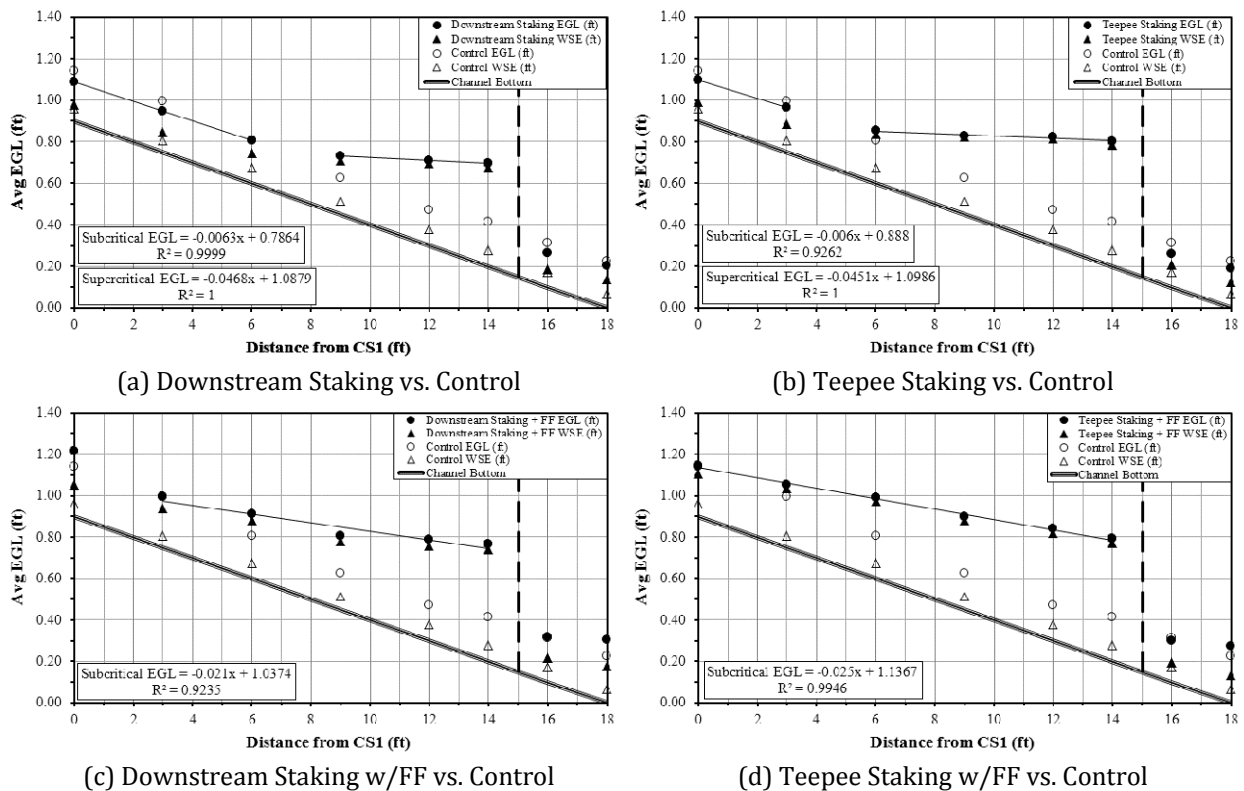 Downstream Staking EGL (ft)
Downstream Staking WSE (ft)
Control EGL (ft)
Control WSE (ft)
Channel Bottom
Avg EGL (ft)
1.40
1.20
1.00
0.80
0.60
0.40
0.20
0.00
Subcritical EGL = -0.0063x + 0.7864
R² = 0.9999
Supercritical EGL = -0.0468x + 1.0879
R² = 1
0 2 4 6 8 10 12 14 16 18
Distance from CS1 (ft)
(a) Downstream Staking vs. Control
Teepee Staking EGL (ft)
Teepee Staking WSE (ft)
Control EGL (ft)
Control WSE (ft)
Channel Bottom
Avg EGL (ft)
1.40
1.20
1.00
0.80
0.60
0.40
0.20
0.00
Subcritical EGL = -0.006x + 0.888
R² = 0.9262
Supercritical EGL = -0.0451x + 1.0986
R² = 1
0 2 4 6 8 10 12 14 16 18
Distance from CS1 (ft)
(b) Teepee Staking vs. Control
Downstream Staking + FF EGL (ft)
Downstream Staking + FF WSE (ft)
Control EGL (ft)
Control WSE (ft)
Channel Bottom
Avg EGL (ft)
1.40
1.20
1.00
0.80
0.60
0.40
0.20
0.00
Subcritical EGL = -0.021x + 1.0374
R² = 0.9235
0 2 4 6 8 10 12 14 16 18
Distance from CS1 (ft)
(c) Downstream Staking w/FF vs. Control
Teepee Staking + FF EGL (ft)
Teepee Staking + FF WSE (ft)
Control EGL (ft)
Control WSE (ft)
Channel Bottom
Avg EGL (ft)
1.40
1.20
1.00
0.80
0.60
0.40
0.20
0.00
Subcritical EGL = -0.025x + 1.1367
R² = 0.9946
0 2 4 6 8 10 12 14 16 18
Distance from CS1 (ft)
(d) Teepee Staking w/FF vs. Control